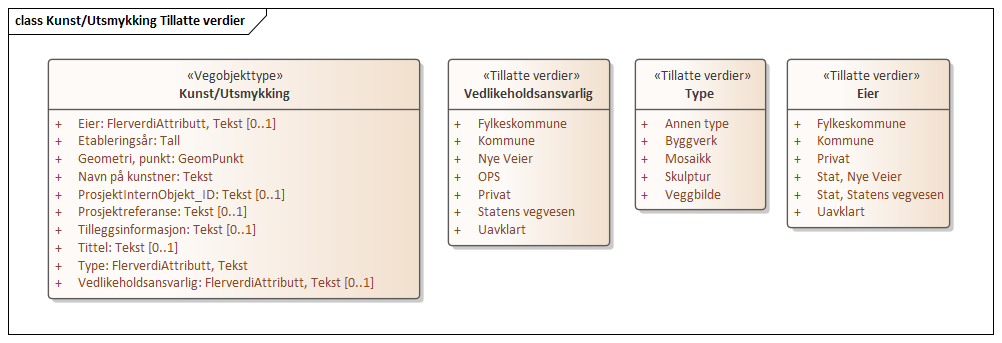 class Kunst/Utsmykking Tillatte verdier
«Vegobjekttype»
Kunst/Utsmykking
+ Eier: FlerverdiAttributt, Tekst [0..1]
+ Etableringsår: Tall
+ Geometri, punkt: GeomPunkt
+ Navn på kunstner: Tekst
+ ProsjektInternObjekt_ID: Tekst [0..1]
+ Prosjektreferanse: Tekst [0..1]
+ Tilleggsinformasjon: Tekst [0..1]
+ Tittel: Tekst [0..1]
+ Type: FlerverdiAttributt, Tekst
+ Vedlikeholdsansvarlig: FlerverdiAttributt, Tekst [0..1]
«Tillatte verdier»
Vedlikeholdsansvarlig
+ Fylkeskommune
+ Kommune
+ Nye Veier
+ OPS
+ Privat
+ Statens vegvesen
+ Uavklart
«Tillatte verdier»
Type
+ Annen type
+ Byggverk
+ Mosaikk
+ Skulptur
+ Veggbilde
«Tillatte verdier»
Eier
+ Fylkeskommune
+ Kommune
+ Privat
+ Stat, Nye Veier
+ Stat, Statens vegvesen
+ Uavklart